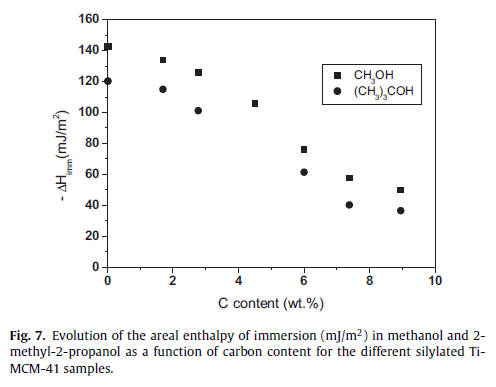 160
140
120
100
80
60
40
20
0
- ΔH_imm (mJ/m²)
CH₃OH
(CH₃)₃COH
0 2 4 6 8 10
C content (wt.%)
Fig. 7. Evolution of the areal enthalpy of immersion (mJ/m²) in methanol and 2-
methyl-2-propanol as a function of carbon content for the different silylated Ti-
MCM-41 samples.